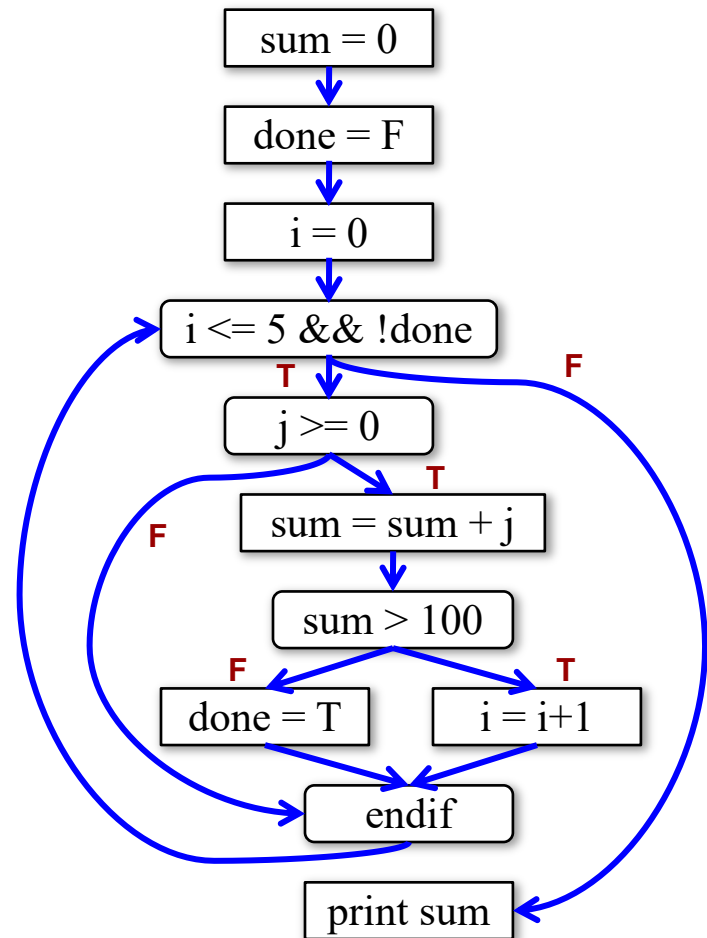 sum = 0
done = F
i = 0
i <= 5 && !done
T
F
j >= 0
T
F
sum = sum + j
sum > 100
F
T
done = T
i = i+1
endif
print sum